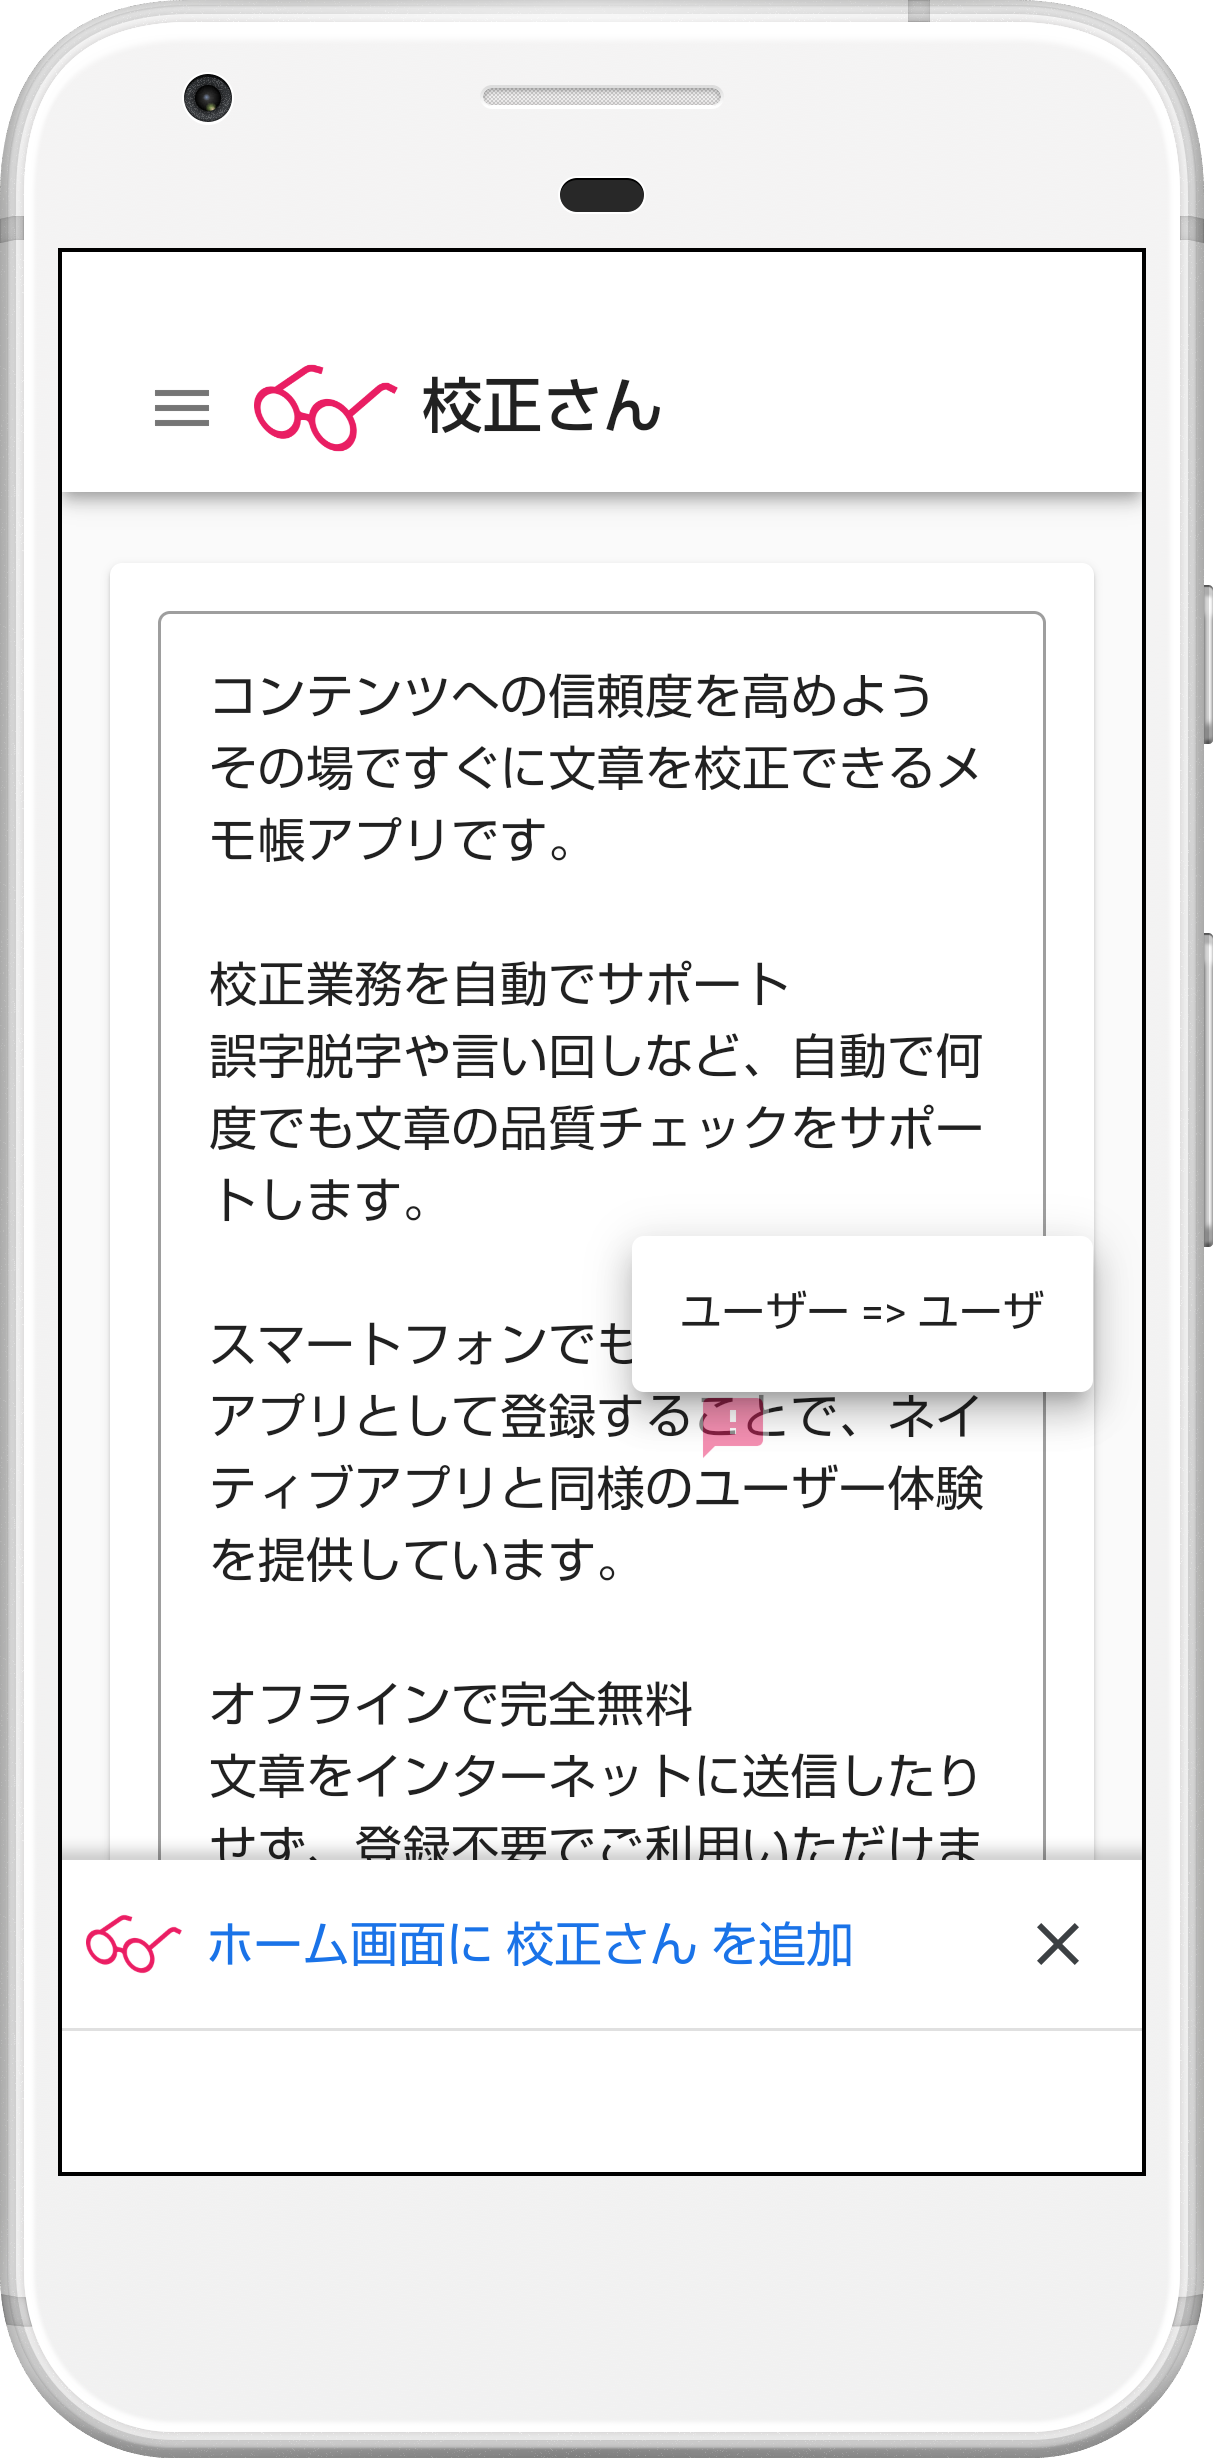 校正さん
コンテンツへの信頼度を高めよう
その場ですぐに文章を校正できるメ
モ帳アプリです。
校正業務を自動でサポート
誤字脱字や言い回しなど、自動で何
度でも文章の品質チェックをサポー
トします。
ユーザー => ユーザ
スマートフォンでも
アプリとして登録することで、ネイ
ティブアプリと同様のユーザー体験
を提供しています。
オフラインで完全無料
文章をインターネットに送信したり
せず、登録不要でご利用いただけま
ホーム画面に 校正さん を追加